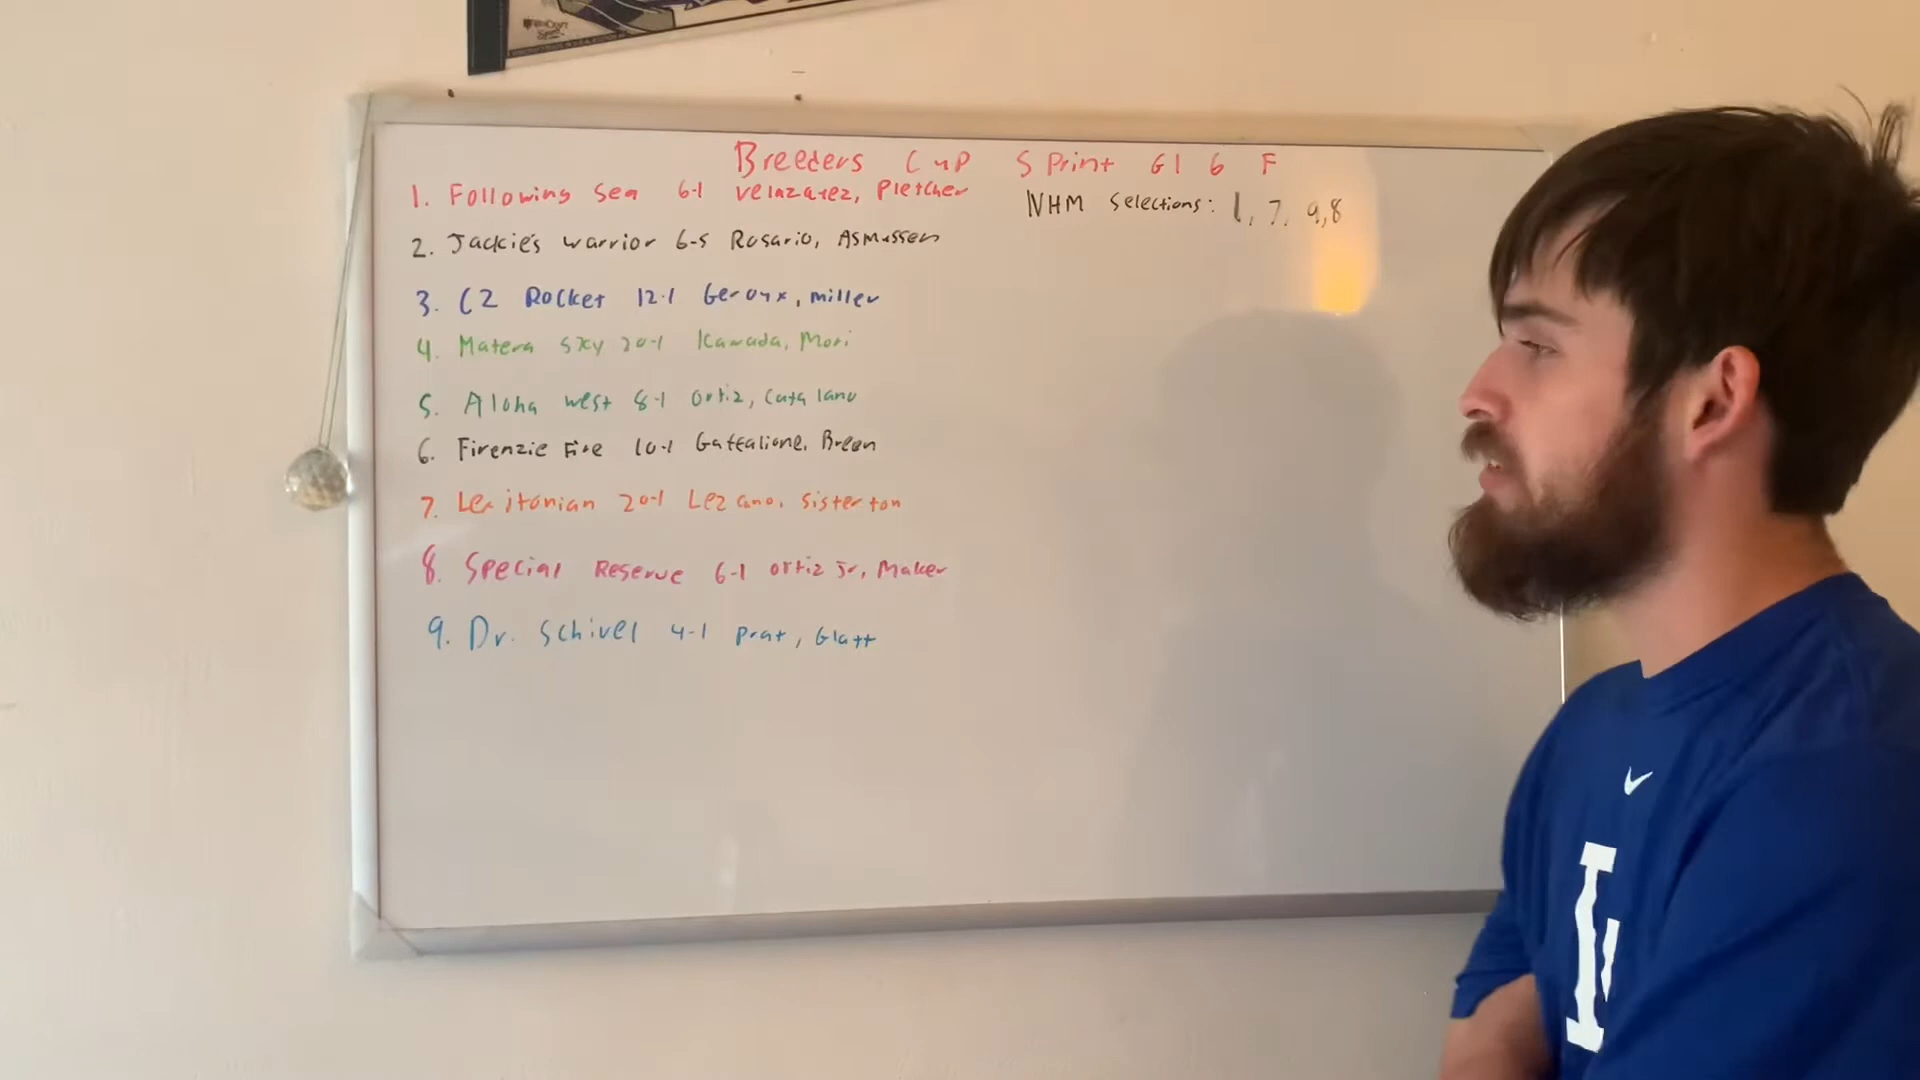 Breeders Cup Sprint G1 6 F
1. Following Sea 6-1 Velazqez, Pletcher
NHM Selections: 1, 7, 9,8
2. Jackie's Warrior 6-5 Rosario, Asmussen
3. CZ Rocket 12-1 Geroux, Miller
4. Matera Sky 20-1 Kawada, Mori
5. Aloha West 8-1 Ortiz, Catalano
6. Firenzie Fire 10-1 Gaffalione, Breen
7. Lexitonian 20-1 Lezcano, Sisterton
8. Special Reserve 6-1 Ortiz Jr, Maker
9. Dr. Schivel 4-1 Prat, Glatt